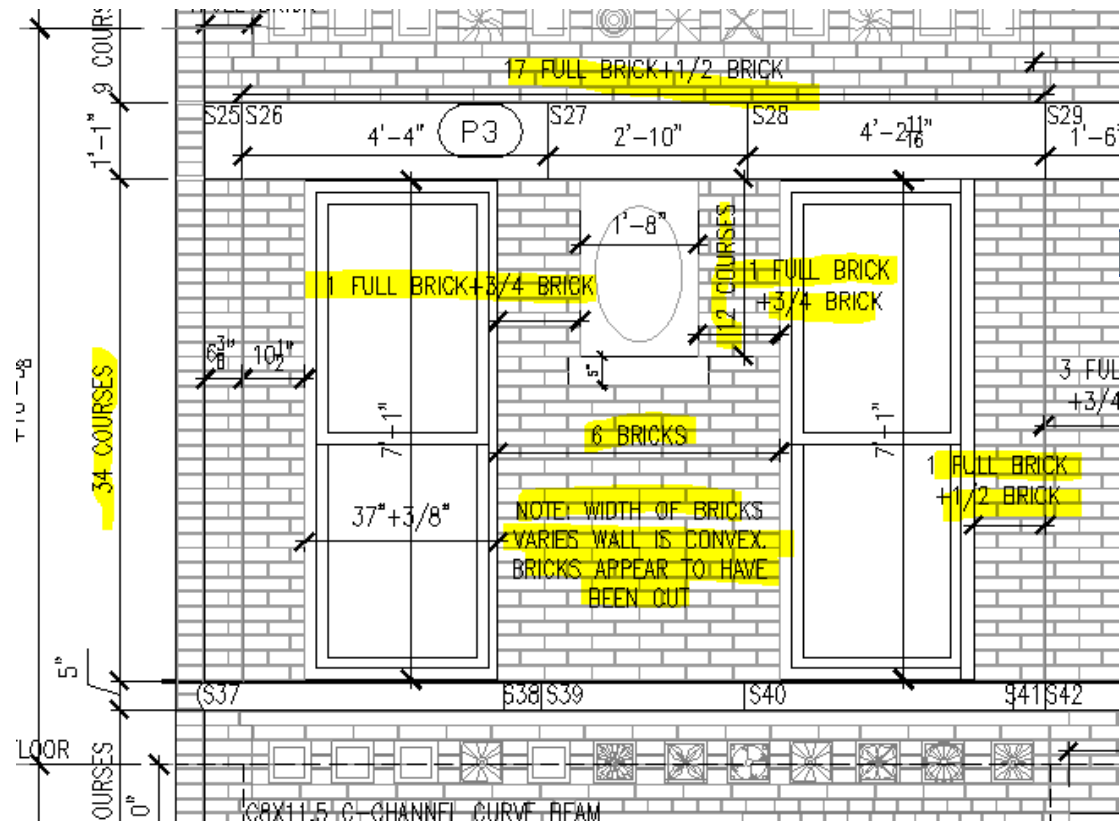 9 COURS
17 FULL BRICK+1/2 BRICK
S25
S26
S27
S28
S29
1'-1"
4'-4"
P3
2'-10"
4'-2 11/16"
1'-6"
1'-8"
12 COURSES
1 FULL BRICK+3/4 BRICK
1 FULL BRICK
+3/4 BRICK
6 3/8"
10 1/2"
5"
34 COURSES
7'-1"
7'-1"
3 FUL
+3/4
6 BRICKS
1 FULL BRICK
+1/2 BRICK
37"+3/8"
NOTE: WIDTH OF BRICKS
VARIES WALL IS CONVEX.
BRICKS APPEAR TO HAVE
BEEN CUT
5"
S37
S38
S39
S40
S41
S42
LOOR
OURSES
0"
C8X11.5 C-CHANNEL CURVE BEAM